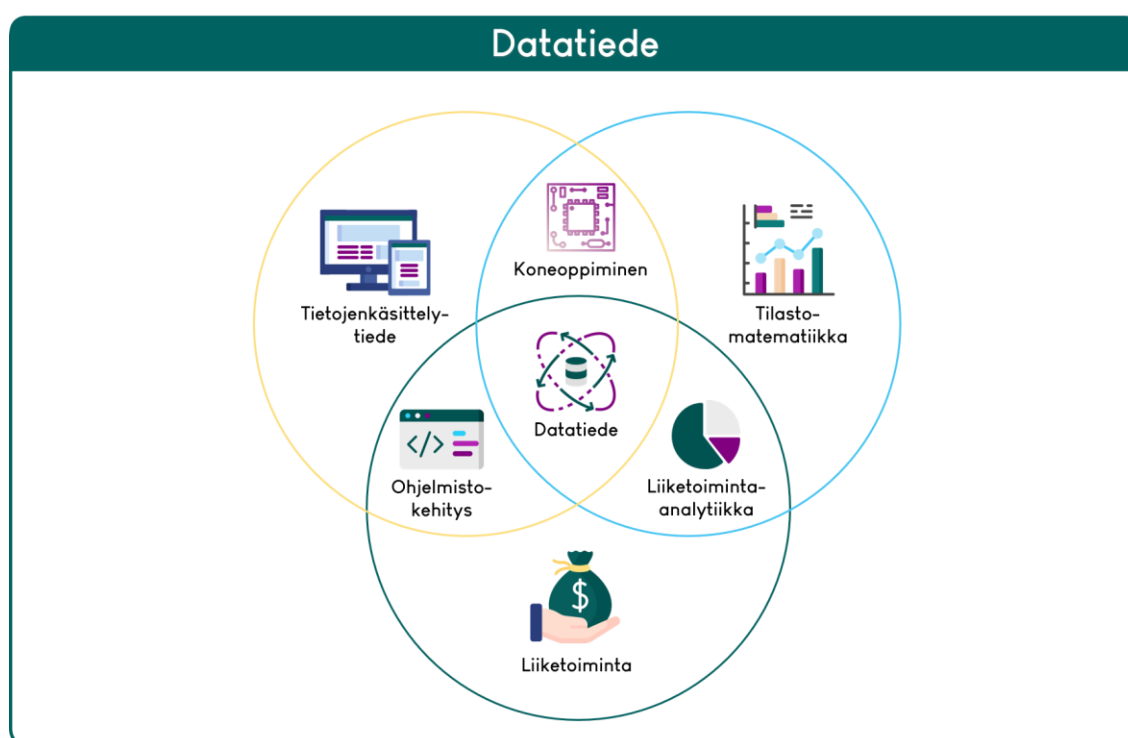 Datatiede
Koneoppiminen
Tietojenkäsittely-
tiede
Tilasto-
matematiikka
Datatiede
Ohjelmisto-
kehitys
Liiketoiminta-
analytiikka
</>
$
Liiketoiminta